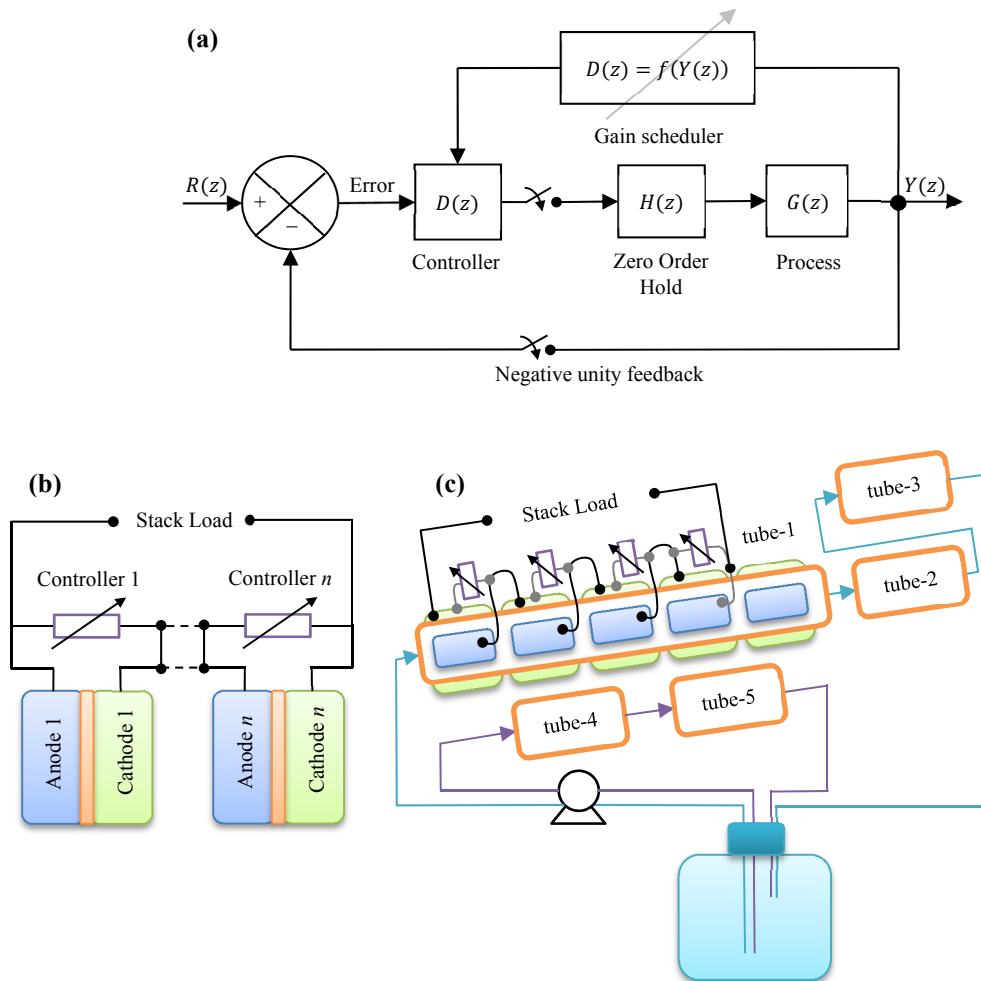 (a)
D(z) = f(Y(z))
Gain scheduler
R(z)
+
−
Error
D(z)
H(z)
G(z)
Y(z)
Controller
Zero Order
Hold
Process
Negative unity feedback
(b)
Stack Load
Controller 1
Controller n
Anode 1
Cathode 1
Anode n
Cathode n
(c)
Stack Load
tube-1
tube-3
tube-2
tube-4
tube-5